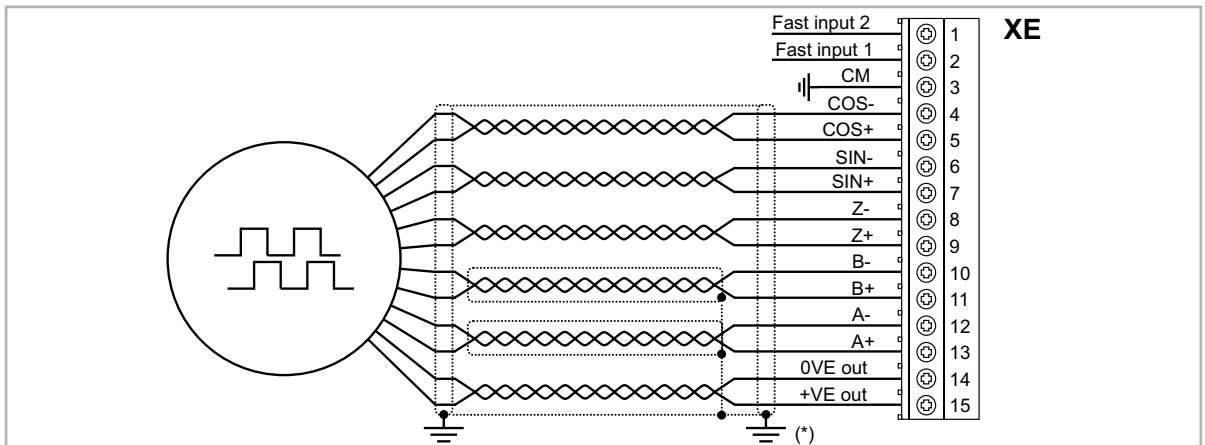 Fast input 2 1 XE
Fast input 1 2
CM 3
COS- 4
COS+ 5
SIN- 6
SIN+ 7
Z- 8
Z+ 9
B- 10
B+ 11
A- 12
A+ 13
0VE out 14
+VE out 15
(*)